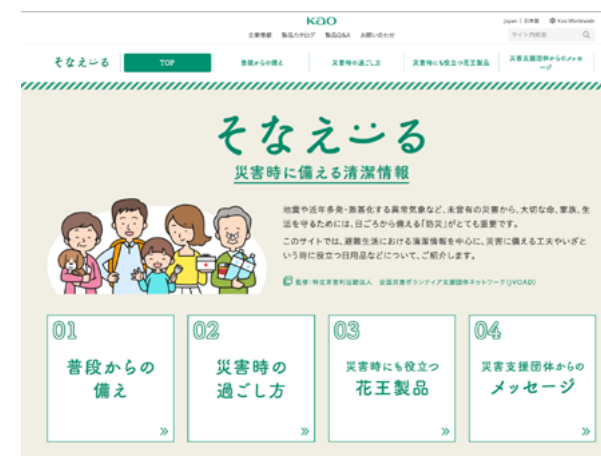 Kao
Japan | 日本語 Kao Worldwide
企業情報 製品カタログ 製品Q&A お問い合わせ
サイト内検索
そなえーる
TOP
普段からの備え
災害時の過ごし方
災害時にも役立つ花王製品
災害支援団体からのメッセージ
そなえーる
災害時に備える清潔情報
地震や近年多発・激甚化する異常気象など、未曾有の災害から、大切な命、家族、生
活を守るためには、日ごろから備える「防災」がとても重要です。
このサイトでは、避難生活における清潔情報を中心に、災害に備える工夫やいざと
いう時に役立つ日用品などについて、ご紹介します。
監修:特定非営利活動法人 全国災害ボランティア支援団体ネットワーク(JVOAD)
01
普段からの
備え
02
災害時の
過ごし方
03
災害時にも役立つ
花王製品
04
災害支援団体からの
メッセージ